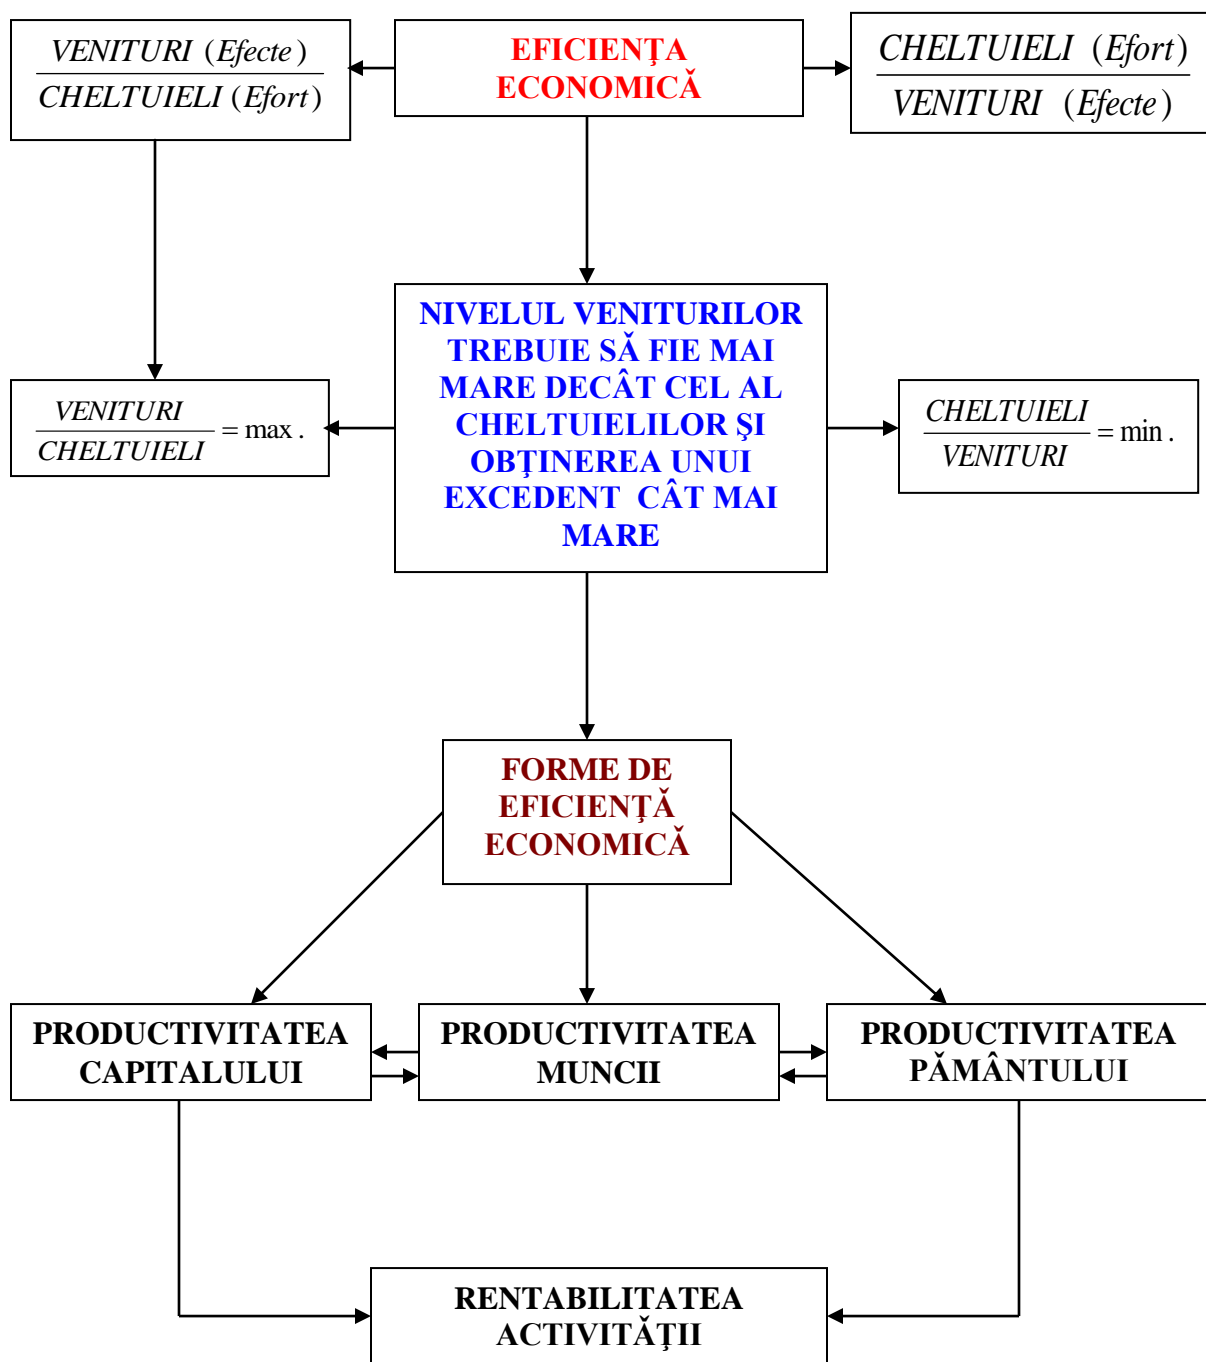 VENITURI (Efecte)
CHELTUIELI (Efort)
EFICIENŢA
ECONOMICĂ
CHELTUIELI (Efort)
VENITURI (Efecte)
NIVELUL VENITURILOR
TREBUIE SĂ FIE MAI
MARE DECÂT CEL AL
CHELTUIELILOR ŞI
OBŢINEREA UNUI
EXCEDENT CÂT MAI
MARE
VENITURI
CHELTUIELI = max.
CHELTUIELI
VENITURI = min.
FORME DE
EFICIENŢĂ
ECONOMICĂ
PRODUCTIVITATEA
CAPITALULUI
PRODUCTIVITATEA
MUNCII
PRODUCTIVITATEA
PĂMÂNTULUI
RENTABILITATEA
ACTIVITĂŢII